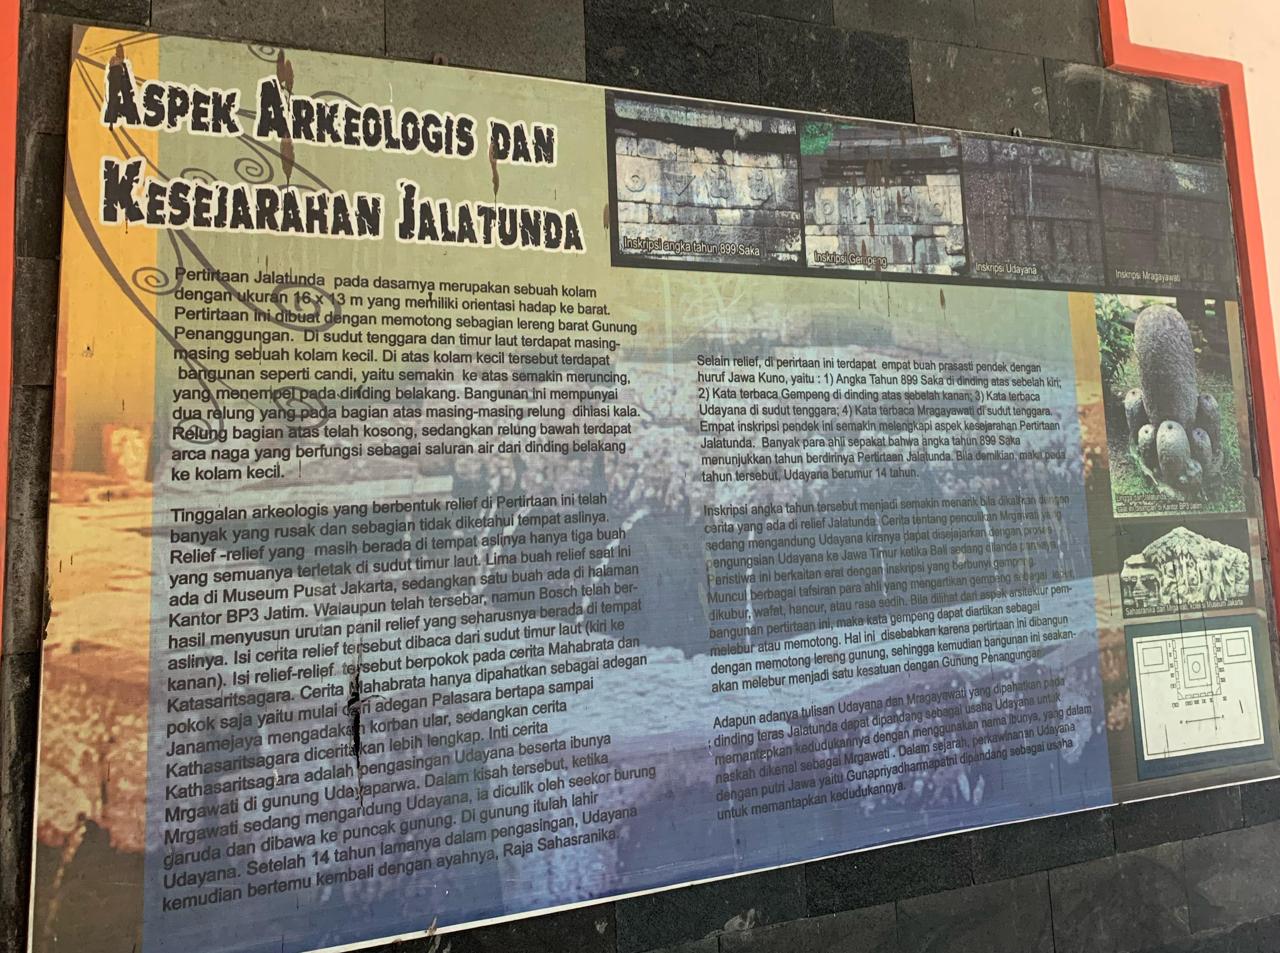 ASPEK ARKEOLOGIS DAN
KESEJARAHAN JALATUNDA
Inskripsi angka tahun 899 Saka
Inskripsi Gempeng
Inskripsi Udayana
Inskripsi Mragayawati
Pertirtaan Jalatunda pada dasarnya merupakan sebuah kolam
dengan ukuran 16 x 13 m yang memiliki orientasi hadap ke barat.
Pertirtaan ini dibuat dengan memotong sebagian lereng barat Gunung
Penanggungan. Di sudut tenggara dan timur laut terdapat masing-
masing sebuah kolam kecil. Di atas kolam kecil tersebut terdapat
bangunan seperti candi, yaitu semakin ke atas semakin meruncing,
yang menempel pada dinding belakang. Bangunan ini mempunyai
dua relung yang pada bagian atas masing-masing relung dihiasi kala.
Relung bagian atas telah kosong, sedangkan relung bawah terdapat
arca naga yang berfungsi sebagai saluran air dari dinding belakang
ke kolam kecil.
Tinggalan arkeologis yang berbentuk relief di Pertirtaan ini telah
banyak yang rusak dan sebagian tidak diketahui tempat aslinya.
Relief -relief yang masih berada di tempat aslinya hanya tiga buah
yang semuanya terletak di sudut timur laut. Lima buah relief saat ini
ada di Museum Pusat Jakarta, sedangkan satu buah ada di halaman
Kantor BP3 Jatim. Walaupun telah tersebar, namun Bosch telah ber-
hasil menyusun urutan panil relief yang seharusnya berada di tempat
aslinya. Isi cerita relief tersebut dibaca dari sudut timur laut (kiri ke
kanan). Isi relief-relief tersebut berpokok pada cerita Mahabrata dan
Katasaritsagara. Cerita Mahabrata hanya dipahatkan sebagai adegan
pokok saja yaitu mulai dari adegan Palasara bertapa sampai
Janamejaya mengadakan korban ular, sedangkan cerita
Kathasaritsagara diceritakan lebih lengkap. Inti cerita
Kathasaritsagara adalah pengasingan Udayana beserta ibunya
Mrgawati di gunung Udayaparwa. Dalam kisah tersebut, ketika
Mrgawati sedang mengandung Udayana, ia diculik oleh seekor burung
garuda dan dibawa ke puncak gunung. Di gunung itulah lahir
Udayana. Setelah 14 tahun lamanya dalam pengasingan, Udayana
kemudian bertemu kembali dengan ayahnya, Raja Sahasranika.
Selain relief, di perirtaan ini terdapat empat buah prasasti pendek dengan
huruf Jawa Kuno, yaitu : 1) Angka Tahun 899 Saka di dinding atas sebelah kiri;
2) Kata terbaca Gempeng di dinding atas sebelah kanan; 3) Kata terbaca
Udayana di sudut tenggara; 4) Kata terbaca Mragayawati di sudut tenggara.
Empat inskripsi pendek ini semakin melengkapi aspek kesejarahan Pertirtaan
Jalatunda. Banyak para ahli sepakat bahwa angka tahun 899 Saka
menunjukkan tahun berdirinya Pertirtaan Jalatunda. Bila demikian, maka pada
tahun tersebut, Udayana berumur 14 tahun.
Inskripsi angka tahun tersebut menjadi semakin menarik bila dikaitkan dengan
cerita yang ada di relief Jalatunda. Cerita tentang penculikan Mrgawati yang
sedang mengandung Udayana kiranya dapat disejajarkan dengan proses
pengungsian Udayana ke Jawa Timur ketika Bali sedang dilanda
Peristiwa ini berkaitan erat dengan inskripsi yang berbunyi gempeng.
Muncul berbagai tafsiran para ahli yang mengartikan gempeng sebagai lebur,
dikubur, wafat, hancur, atau rasa sedih. Bila dilihat dari aspek arsitektur pem-
bangunan pertirtaan ini, maka kata gempeng dapat diartikan sebagai
melebur atau memotong. Hal ini disebabkan karena pertirtaan ini dibangun
dengan memotong lereng gunung, sehingga kemudian bangunan ini seakan-
akan melebur menjadi satu kesatuan dengan Gunung Penangungan.
Adapun adanya tulisan Udayana dan Mragayawati yang dipahatkan pada
dinding teras Jalatunda dapat dipandang sebagai usaha Udayana untuk
memantapkan kedudukannya dengan menggunakan nama ibunya, yang dalam
naskah dikenal sebagai Mrgawati . Dalam sejarah, perkawinan Udayana
dengan putri Jawa yaitu Gunapriyadharmapatni dipandang sebagai usaha
untuk memantapkan kedudukannya.
di Kantor BP3 Jatim
Museum Jakarta